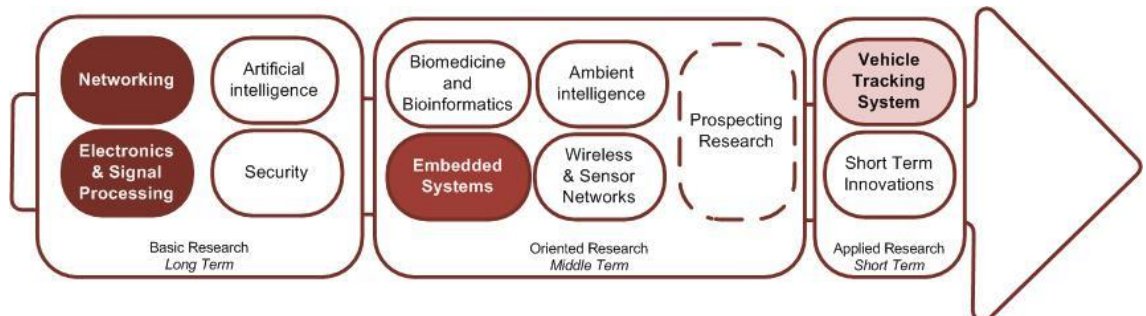 Networking
Artificial
intelligence
Electronics
& Signal
Processing
Security
Basic Research
Long Term
Biomedicine
and
Bioinformatics
Ambient
intelligence
Embedded
Systems
Wireless
& Sensor
Networks
Prospecting
Research
Oriented Research
Middle Term
Vehicle
Tracking
System
Short Term
Innovations
Applied Research
Short Term